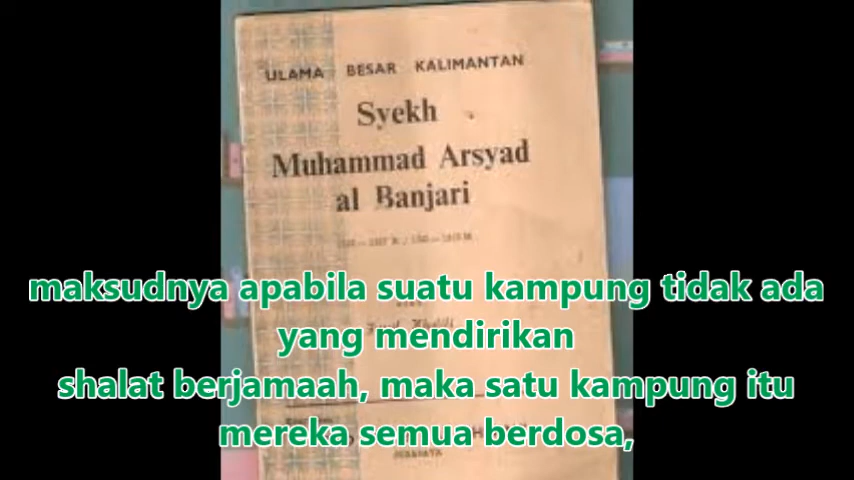 ULAMA BESAR KALIMANTAN
Syekh
Muhammad Arsyad
al Banjari
maksudnya apabila suatu kampung tidak ada
yang mendirikan
shalat berjamaah, maka satu kampung itu
mereka semua berdosa,